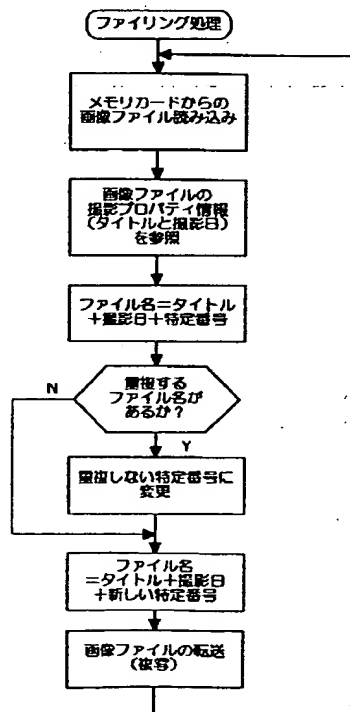 ファイリング処理
メモリカードからの
画像ファイル読み込み
画像ファイルの
撮影プロパティ情報
(タイトルと撮影日)
を参照
ファイル名=タイトル
+撮影日+特定番号
重複する
ファイル名が
あるか?
N
Y
重複しない特定番号に
変更
ファイル名
=タイトル+撮影日
+新しい特定番号
画像ファイルの転送
(複写)